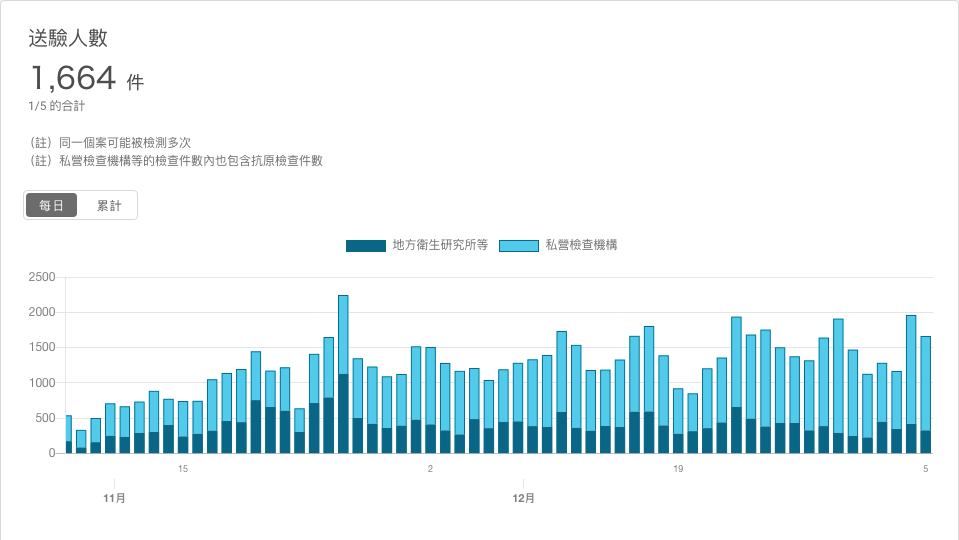 送驗人數
1,664 件
1/5 的合計
（註）同一個案可能被檢測多次
（註）私營檢查機構等的檢查件數內也包含抗原檢查件數
每日 累計
地方衛生研究所等 私營檢查機構
2500
2000
1500
1000
500
0
15 2 19 5
11月 12月